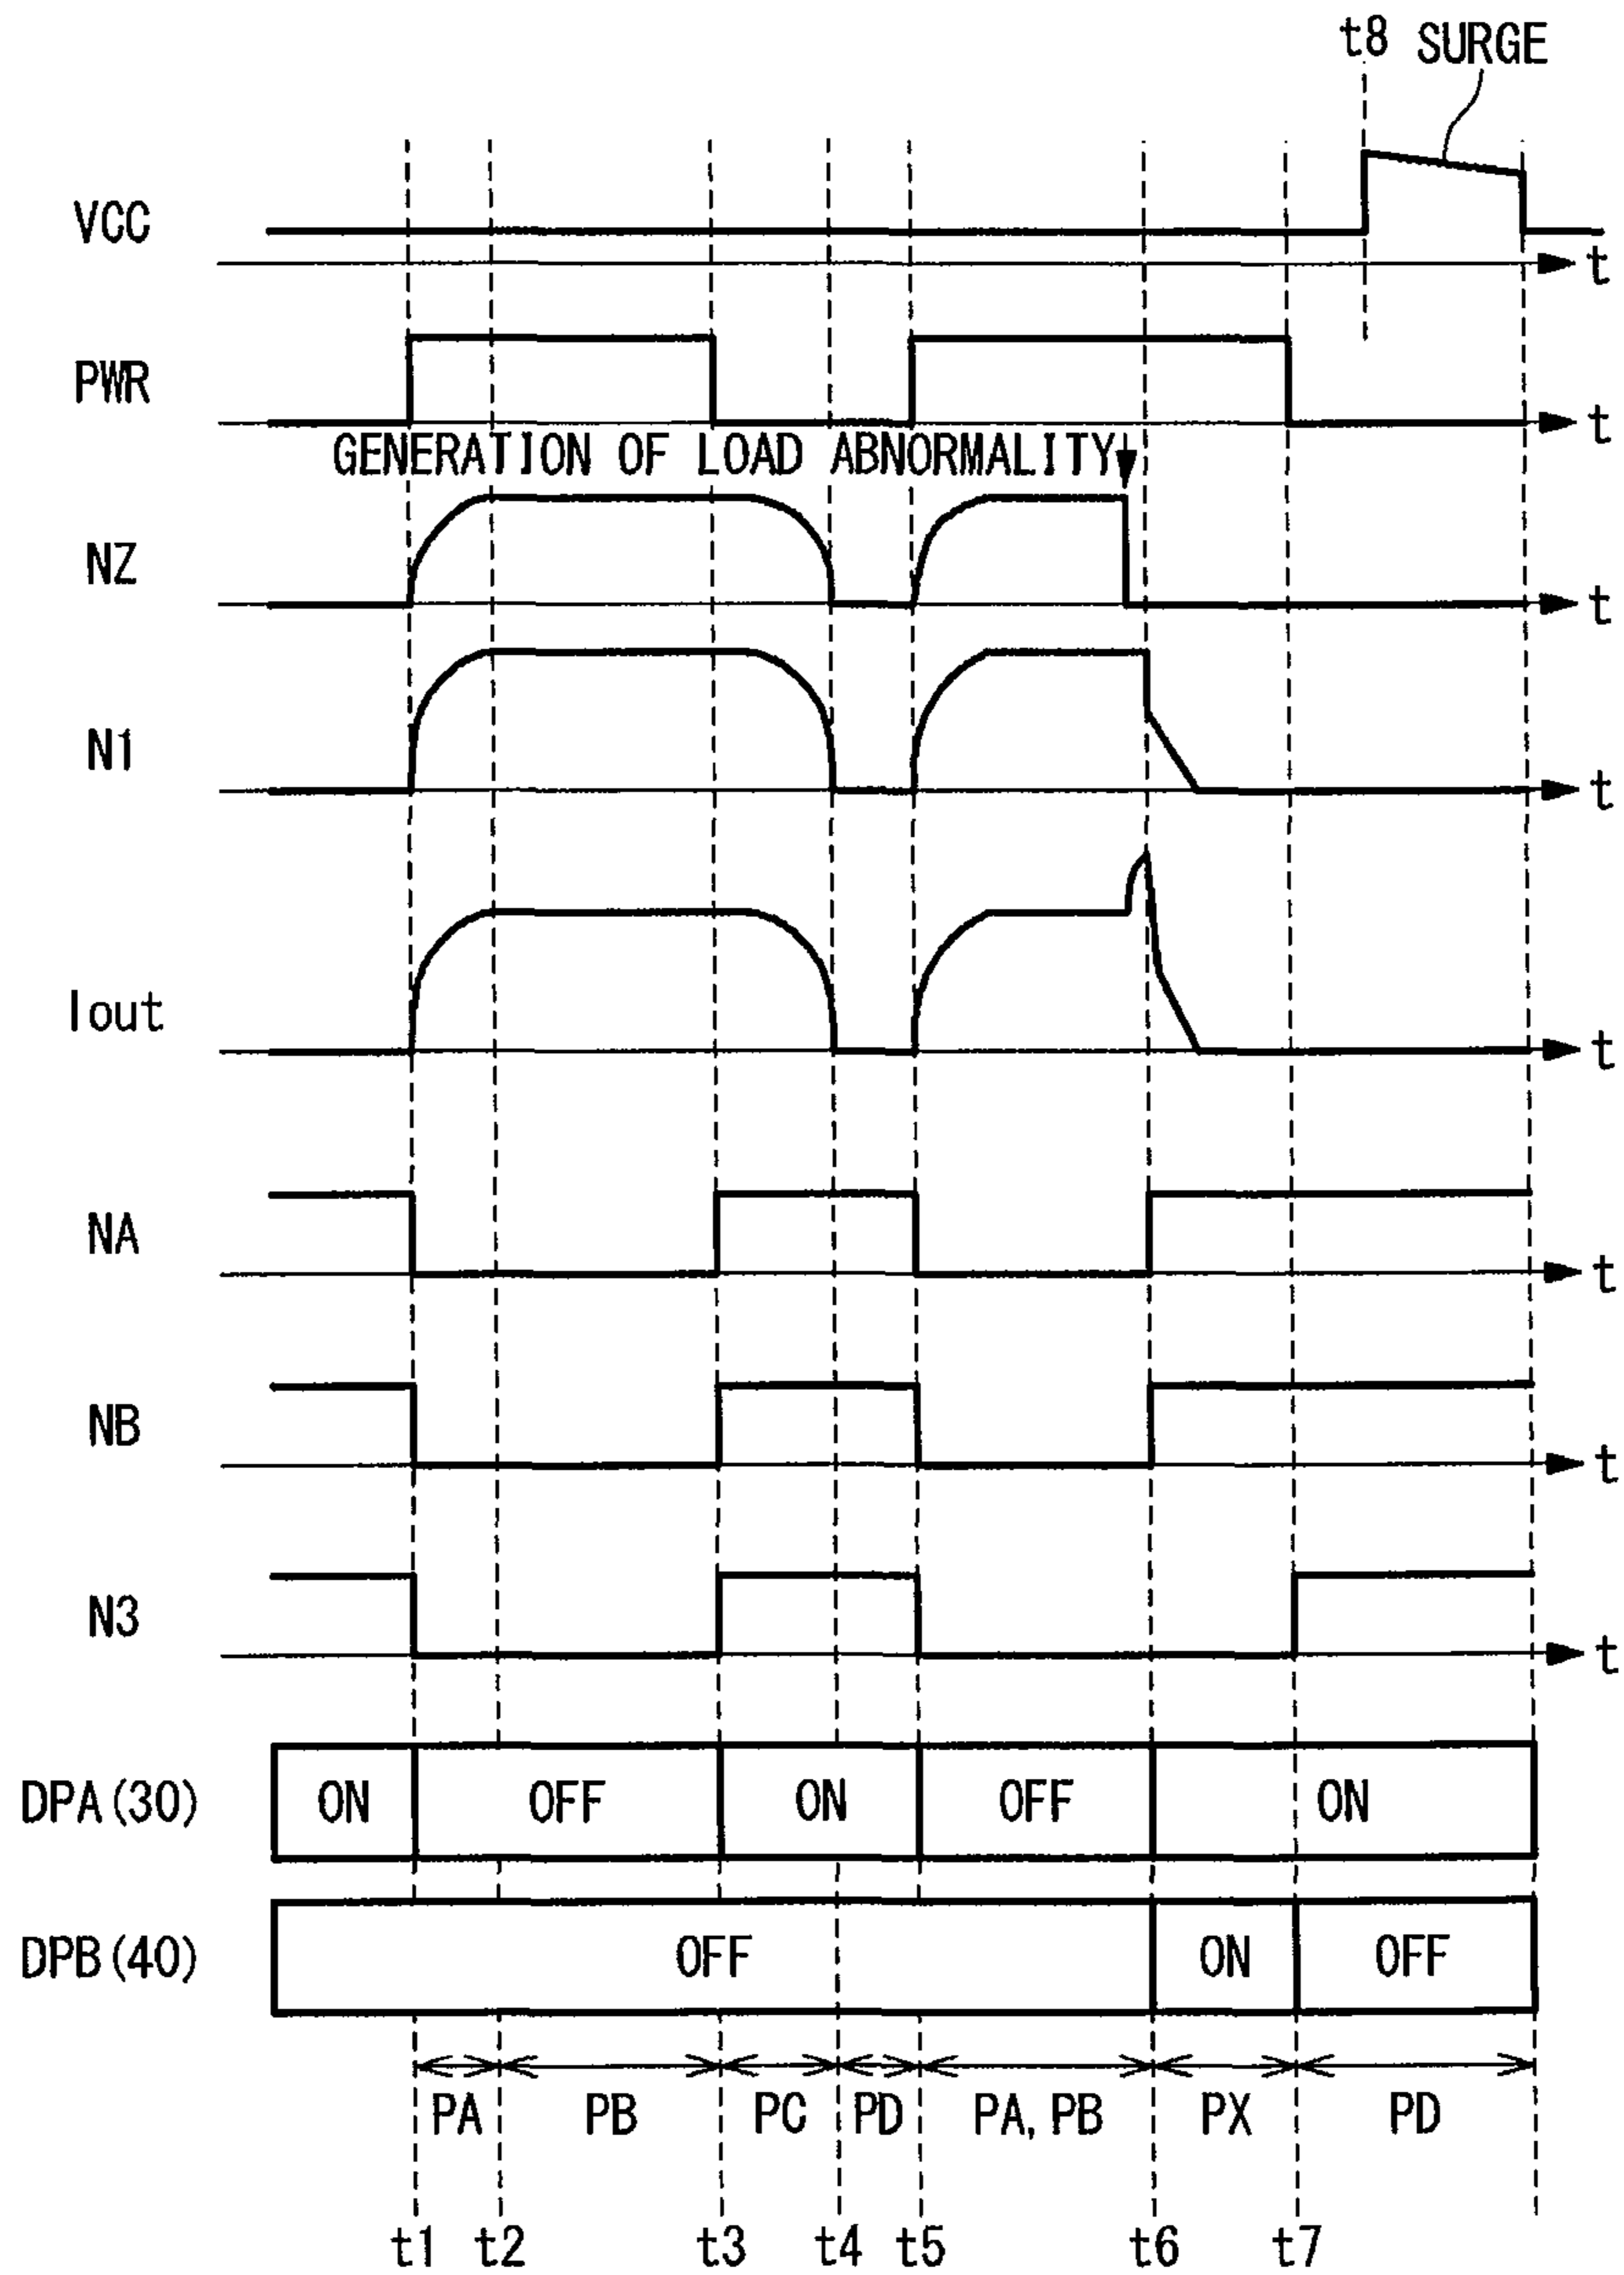 t8 SURGE
VCC
t
PWR
t
GENERATION OF LOAD ABNORMALITY
NZ
t
N1
t
Iout
t
NA
t
NB
t
N3
t
DPA(30) ON OFF ON OFF ON
DPB(40) OFF ON OFF
PA PB PC PD PA, PB PX PD
t1 t2 t3 t4 t5 t6 t7